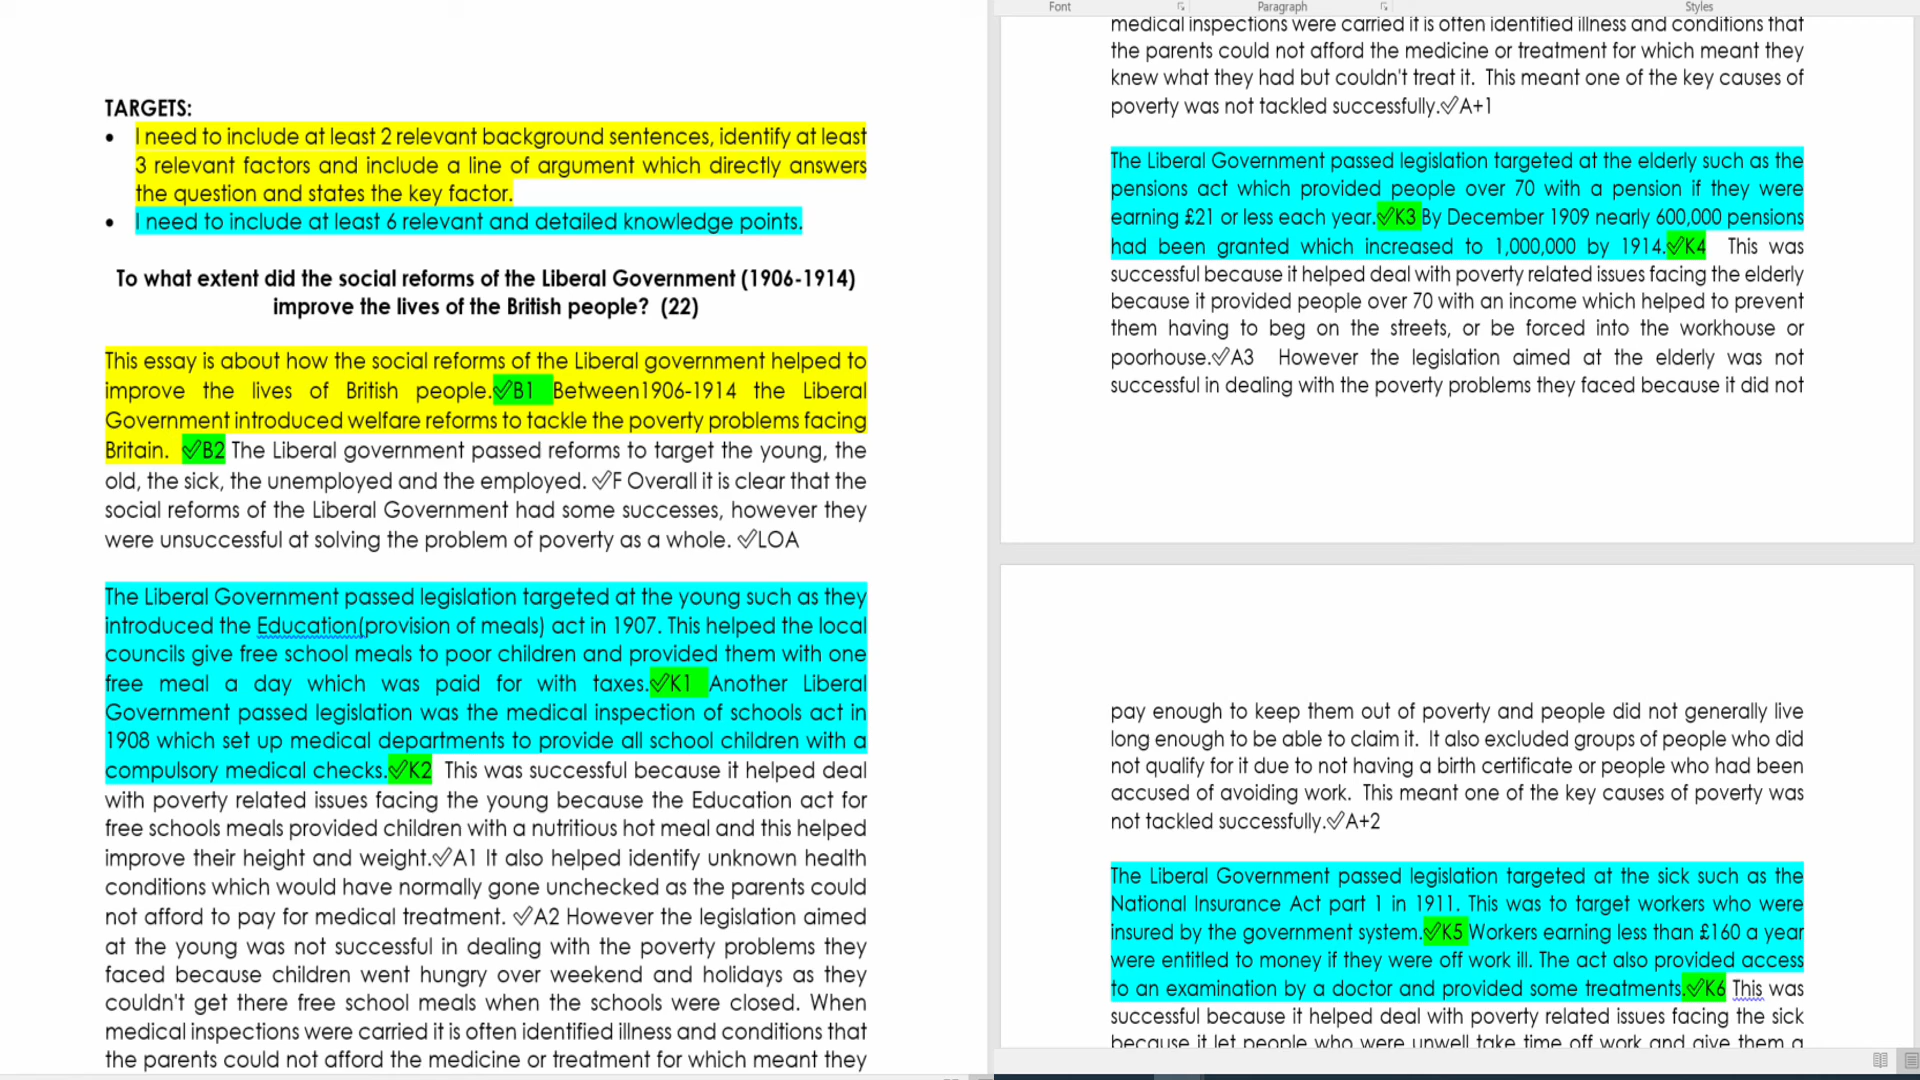 TARGETS:
• I need to include at least 2 relevant background sentences, identify at least
3 relevant factors and include a line of argument which directly answers
the question and states the key factor.
• I need to include at least 6 relevant and detailed knowledge points.
To what extent did the social reforms of the Liberal Government (1906-1914)
improve the lives of the British people? (22)
This essay is about how the social reforms of the Liberal government helped to
improve the lives of British people.✓B1 Between1906-1914 the Liberal
Government introduced welfare reforms to tackle the poverty problems facing
Britain. ✓B2 The Liberal government passed reforms to target the young, the
old, the sick, the unemployed and the employed. ✓F Overall it is clear that the
social reforms of the Liberal Government had some successes, however they
were unsuccessful at solving the problem of poverty as a whole. ✓LOA
The Liberal Government passed legislation targeted at the young such as they
introduced the Education(provision of meals) act in 1907. This helped the local
councils give free school meals to poor children and provided them with one
free meal a day which was paid for with taxes.✓K1 Another Liberal
Government passed legislation was the medical inspection of schools act in
1908 which set up medical departments to provide all school children with a
compulsory medical checks.✓K2 This was successful because it helped deal
with poverty related issues facing the young because the Education act for
free schools meals provided children with a nutritious hot meal and this helped
improve their height and weight.✓A1 It also helped identify unknown health
conditions which would have normally gone unchecked as the parents could
not afford to pay for medical treatment. ✓A2 However the legislation aimed
at the young was not successful in dealing with the poverty problems they
faced because children went hungry over weekend and holidays as they
couldn't get there free school meals when the schools were closed. When
medical inspections were carried it is often identified illness and conditions that
the parents could not afford the medicine or treatment for which meant they
Font
Paragraph
Styles
medical inspections were carried it is often identified illness and conditions that
the parents could not afford the medicine or treatment for which meant they
knew what they had but couldn't treat it. This meant one of the key causes of
poverty was not tackled successfully.✓A+1
The Liberal Government passed legislation targeted at the elderly such as the
pensions act which provided people over 70 with a pension if they were
earning £21 or less each year.✓K3 By December 1909 nearly 600,000 pensions
had been granted which increased to 1,000,000 by 1914.✓K4 This was
successful because it helped deal with poverty related issues facing the elderly
because it provided people over 70 with an income which helped to prevent
them having to beg on the streets, or be forced into the workhouse or
poorhouse.✓A3 However the legislation aimed at the elderly was not
successful in dealing with the poverty problems they faced because it did not
pay enough to keep them out of poverty and people did not generally live
long enough to be able to claim it. It also excluded groups of people who did
not qualify for it due to not having a birth certificate or people who had been
accused of avoiding work. This meant one of the key causes of poverty was
not tackled successfully.✓A+2
The Liberal Government passed legislation targeted at the sick such as the
National Insurance Act part 1 in 1911. This was to target workers who were
insured by the government system.✓K5 Workers earning less than £160 a year
were entitled to money if they were off work ill. The act also provided access
to an examination by a doctor and provided some treatments.✓K6 This was
successful because it helped deal with poverty related issues facing the sick
because it let people who were unwell take time off work and give them a